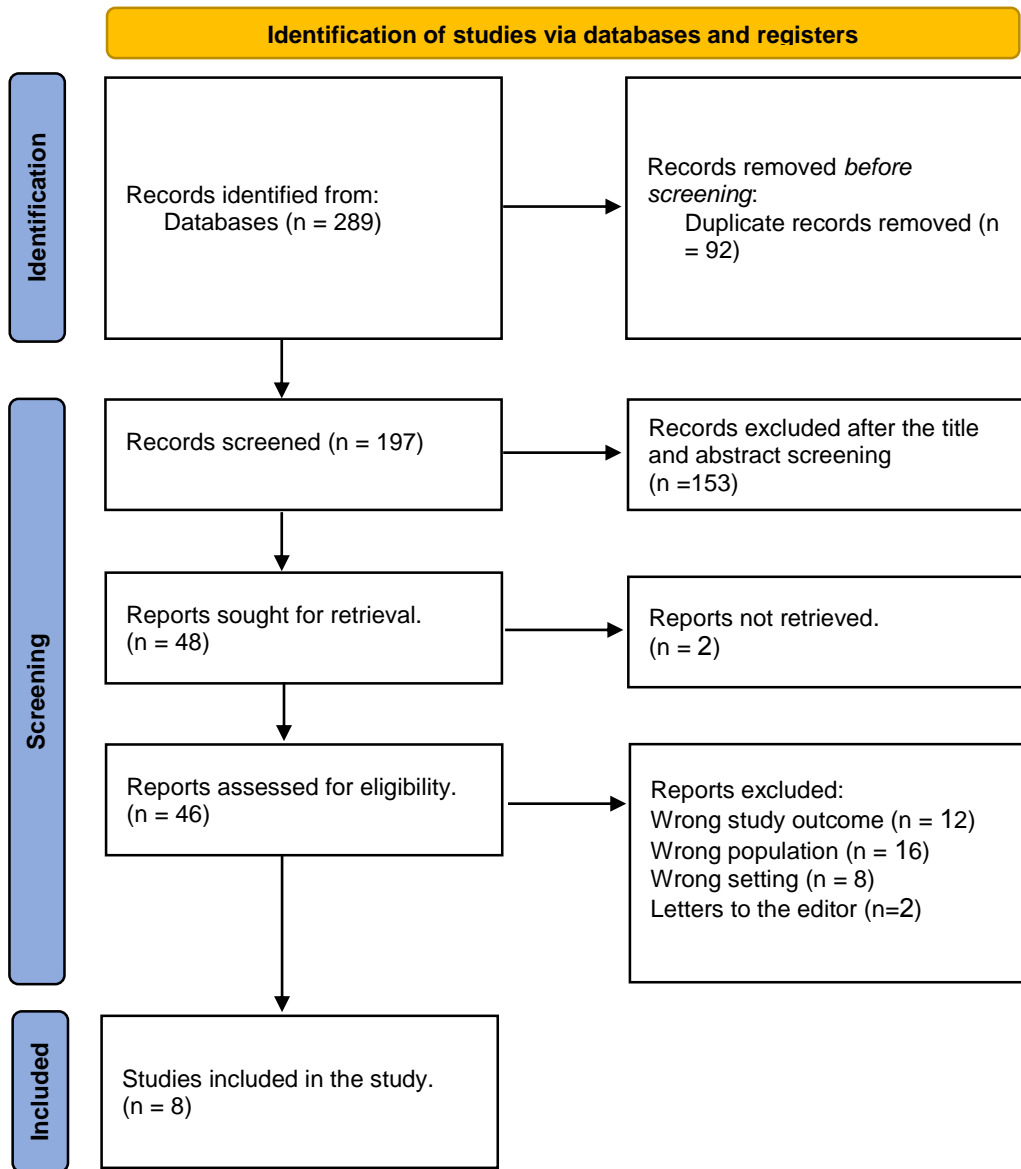 Identification of studies via databases and registers
Identification
Records identified from:
Databases (n = 289)
Records removed before
screening:
Duplicate records removed (n
= 92)
Screening
Records screened (n = 197)
Records excluded after the title
and abstract screening
(n =153)
Reports sought for retrieval.
(n = 48)
Reports not retrieved.
(n = 2)
Reports assessed for eligibility.
(n = 46)
Reports excluded:
Wrong study outcome (n = 12)
Wrong population (n = 16)
Wrong setting (n = 8)
Letters to the editor (n=2)
Included
Studies included in the study.
(n = 8)